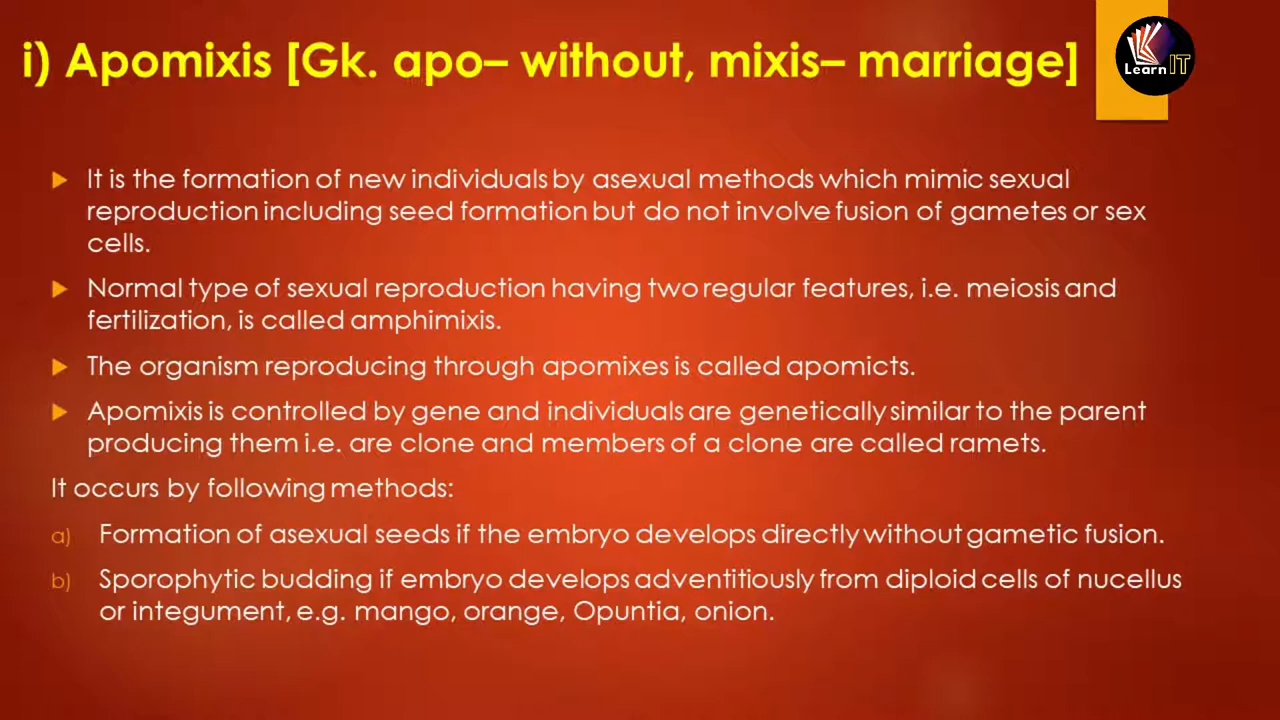 i) Apomixis [Gk. apo– without, mixis– marriage]
Learn IT
It is the formation of new individuals by asexual methods which mimic sexual
reproduction including seed formation but do not involve fusion of gametes or sex
cells.
Normal type of sexual reproduction having two regular features, i.e. meiosis and
fertilization, is called amphimixis.
The organism reproducing through apomixes is called apomicts.
Apomixis is controlled by gene and individuals are genetically similar to the parent
producing them i.e. are clone and members of a clone are called ramets.
It occurs by following methods:
a) Formation of asexual seeds if the embryo develops directly without gametic fusion.
b) Sporophytic budding if embryo develops adventitiously from diploid cells of nucellus
or integument, e.g. mango, orange, Opuntia, onion.